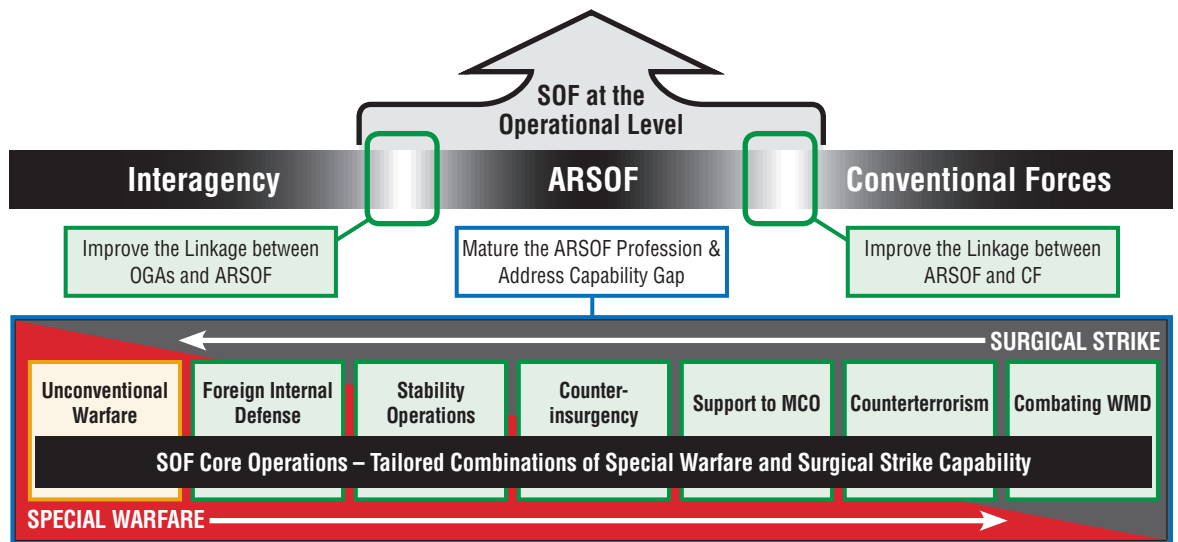 SOF at the
Operational Level
Interagency
ARSOF
Conventional Forces
Improve the Linkage between
OGAs and ARSOF
Mature the ARSOF Profession &
Address Capability Gap
Improve the Linkage between
ARSOF and CF
SURGICAL STRIKE
Unconventional
Warfare
Foreign Internal
Defense
Stability
Operations
Counter-
insurgency
Support to MCO
Counterterrorism
Combating WMD
SOF Core Operations – Tailored Combinations of Special Warfare and Surgical Strike Capability
SPECIAL WARFARE